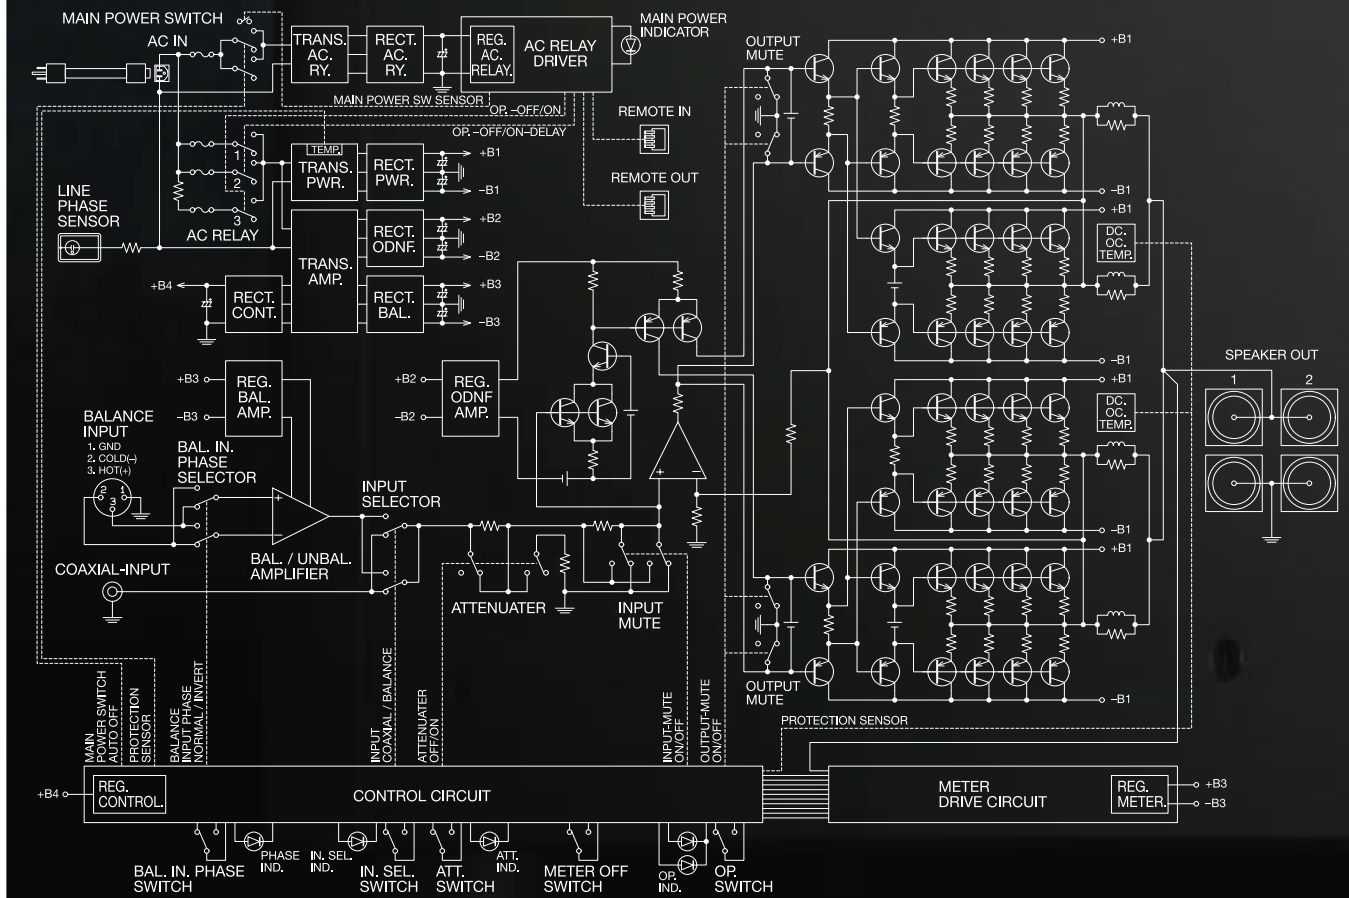 MAIN POWER SWITCH
AC IN
TRANS.
AC.
RY.
RECT.
AC.
RY.
REG.
AC.
RELAY.
AC RELAY
DRIVER
MAIN POWER
INDICATOR
MAIN POWER SW SENSOR
OP. –OFF/ON
OP. –OFF/ON–DELAY
REMOTE IN
REMOTE OUT
LINE
PHASE
SENSOR
1
2
3
AC RELAY
TEMP.
TRANS.
PWR.
RECT.
PWR.
+B1
–B1
TRANS.
AMP.
RECT.
ODNF.
+B2
–B2
RECT.
BAL.
+B3
–B3
+B4
RECT.
CONT.
+B3
–B3
REG.
BAL.
AMP.
+B2
–B2
REG.
ODNF
AMP.
BALANCE
INPUT
1. GND
2. COLD(–)
3. HOT(+)
2 1
3
BAL. IN.
PHASE
SELECTOR
+
–
BAL. / UNBAL.
AMPLIFIER
INPUT
SELECTOR
COAXIAL-INPUT
ATTENUATER
INPUT
MUTE
+ –
OUTPUT
MUTE
+B1
–B1
+B1
DC.
OC.
TEMP.
–B1
+B1
DC.
OC.
TEMP.
–B1
+B1
–B1
OUTPUT
MUTE
SPEAKER OUT
1 2
PROTECTION SENSOR
MAIN
POWER SWITCH
AUTO OFF
PROTECTION
SENSOR
BALANCE
INPUT PHASE
NORMAL / INVERT
INPUT
COAXIAL / BALANCE
ATTENUATER
OFF/ON
INPUT-MUTE
ON/OFF
OUTPUT-MUTE
ON/OFF
+B4
REG.
CONTROL.
CONTROL CIRCUIT
METER
DRIVE CIRCUIT
REG.
METER.
+B3
–B3
BAL. IN. PHASE
SWITCH
PHASE
IND.
IN. SEL.
IND.
IN. SEL.
SWITCH
ATT.
SWITCH
ATT.
IND.
METER OFF
SWITCH
OP.
IND.
OP.
SWITCH